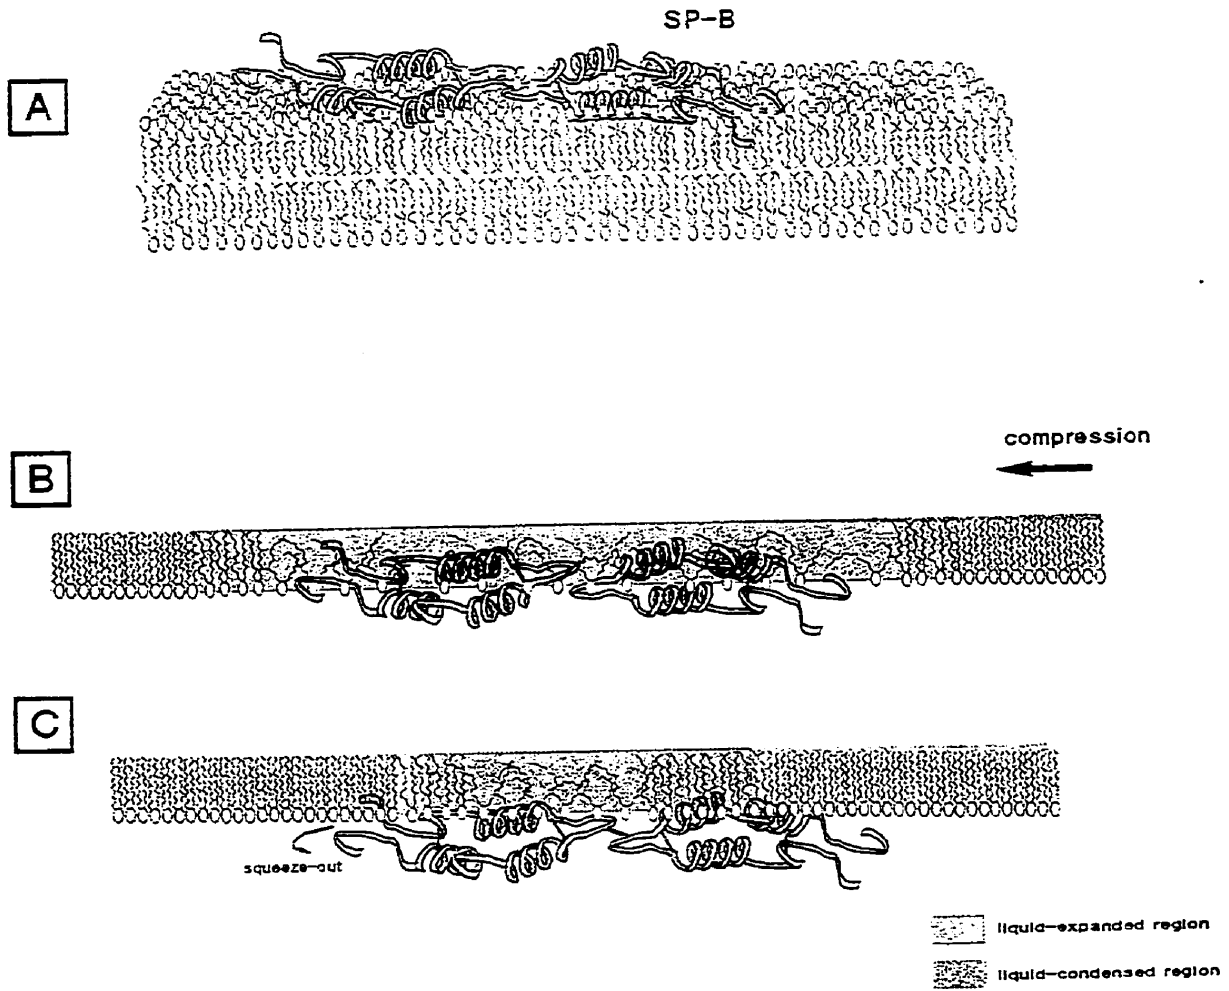 SP-B
A
compression
B
C
squeeze-out
liquid-expanded region
liquid-condensed region